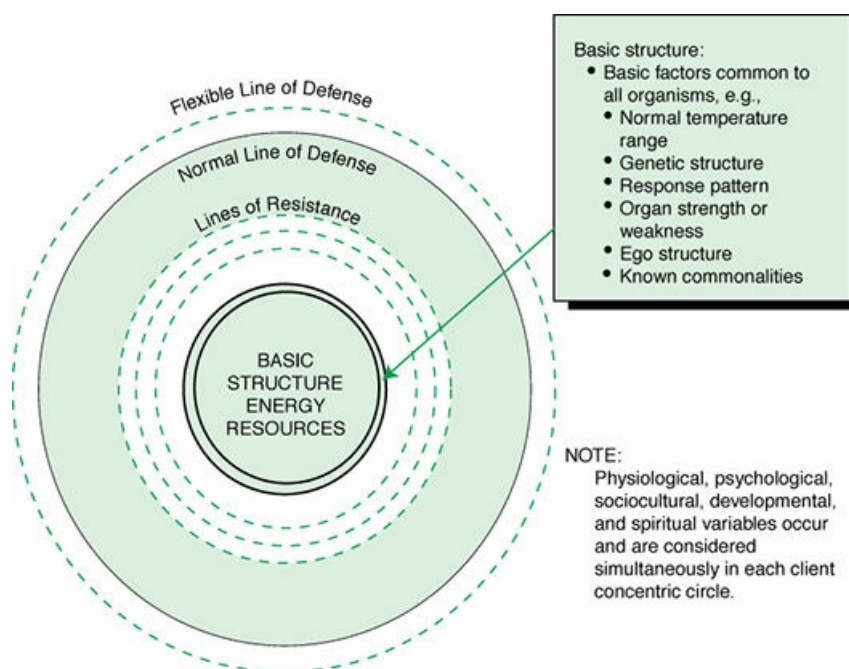 Flexible Line of Defense
Normal Line of Defense
Lines of Resistance
BASIC
STRUCTURE
ENERGY
RESOURCES
Basic structure:
• Basic factors common to
all organisms, e.g.,
• Normal temperature
range
• Genetic structure
• Response pattern
• Organ strength or
weakness
• Ego structure
• Known commonalities
NOTE:
Physiological, psychological,
sociocultural, developmental,
and spiritual variables occur
and are considered
simultaneously in each client
concentric circle.